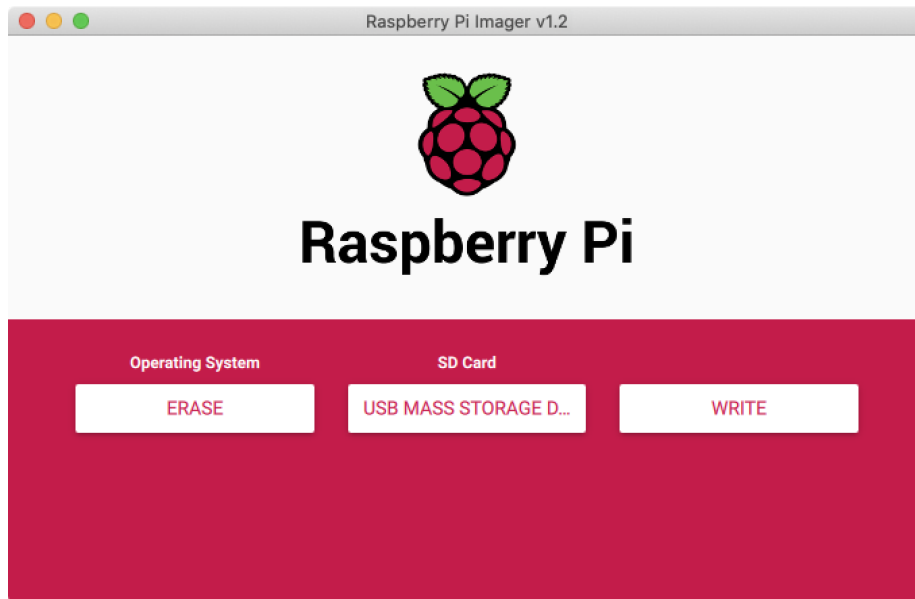 Raspberry Pi Imager v1.2
Raspberry Pi
Operating System
SD Card
ERASE
USB MASS STORAGE D...
WRITE